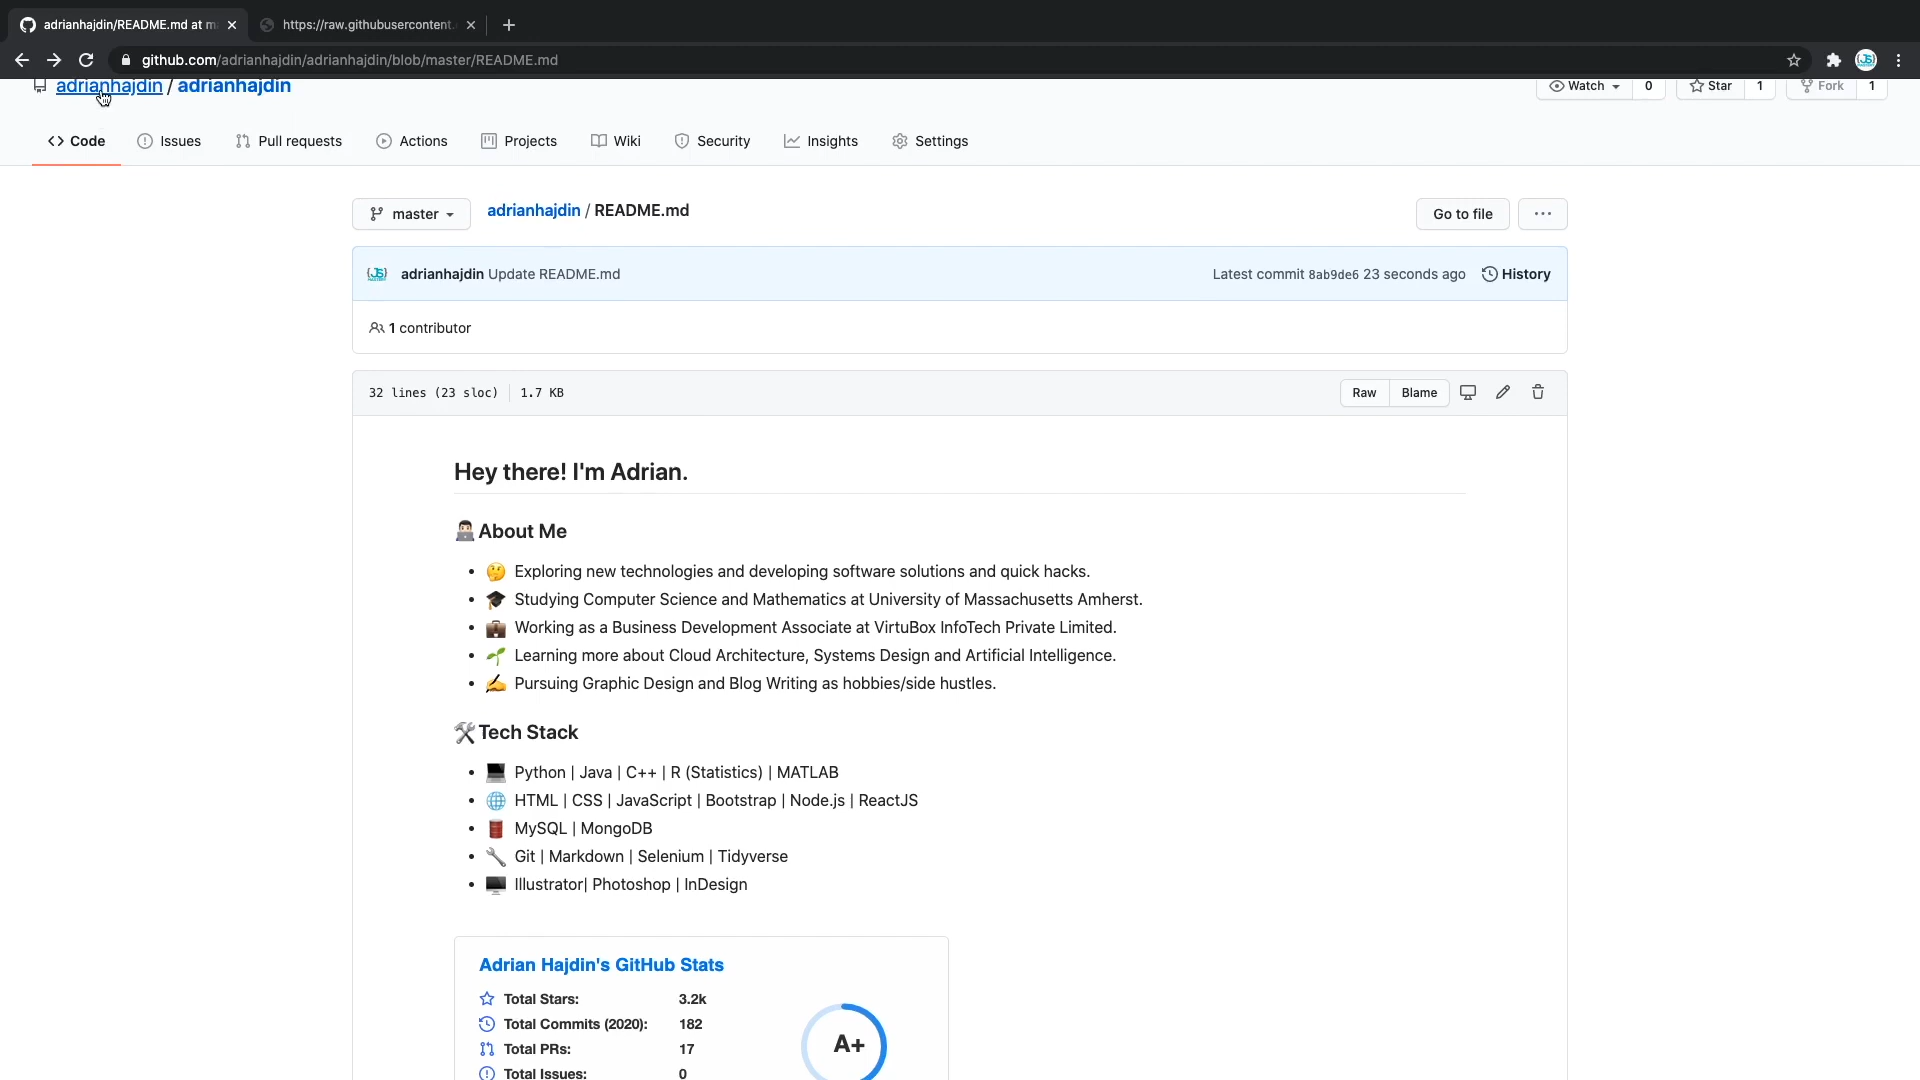 adrianhajdin/README.md at m
https://raw.githubusercontent.
github.com/adrianhajdin/adrianhajdin/blob/master/README.md
adrianhajdin / adrianhajdin
Watch 0 Star 1 Fork 1
Code Issues Pull requests Actions Projects Wiki Security Insights Settings
master adrianhajdin / README.md Go to file
adrianhajdin Update README.md Latest commit 8ab9de6 23 seconds ago History
1 contributor
32 lines (23 sloc) 1.7 KB Raw Blame
Hey there! I'm Adrian.
About Me
Exploring new technologies and developing software solutions and quick hacks.
Studying Computer Science and Mathematics at University of Massachusetts Amherst.
Working as a Business Development Associate at VirtuBox InfoTech Private Limited.
Learning more about Cloud Architecture, Systems Design and Artificial Intelligence.
Pursuing Graphic Design and Blog Writing as hobbies/side hustles.
Tech Stack
Python | Java | C++ | R (Statistics) | MATLAB
HTML | CSS | JavaScript | Bootstrap | Node.js | ReactJS
MySQL | MongoDB
Git | Markdown | Selenium | Tidyverse
Illustrator| Photoshop | InDesign
Adrian Hajdin's GitHub Stats
Total Stars: 3.2k
Total Commits (2020): 182
A+
Total PRs: 17
Total Issues: 0